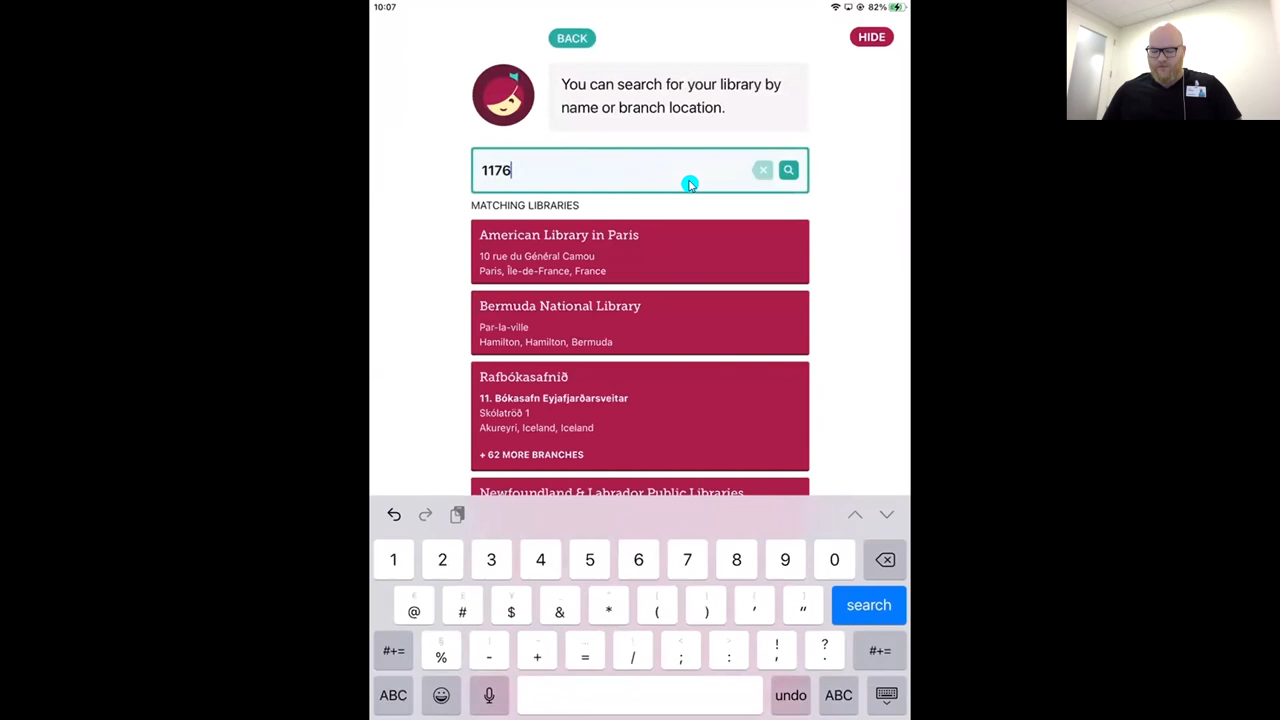 10:07
82%
BACK
HIDE
You can search for your library by
name or branch location.
1176
MATCHING LIBRARIES
American Library in Paris
10 rue du Général Camou
Paris, Île-de-France, France
Bermuda National Library
Par-la-ville
Hamilton, Hamilton, Bermuda
Rafbókasafnið
11. Bókasafn Eyjafjarðarsveitar
Skólatröð 1
Akureyri, Iceland, Iceland
+ 62 MORE BRANCHES
Newfoundland & Labrador Public Libraries
1 2 3 4 5 6 7 8 9 0
@ # $ & * ( ) ' " search
#+= % - + = / ; : ! , ? . #+=
ABC undo ABC